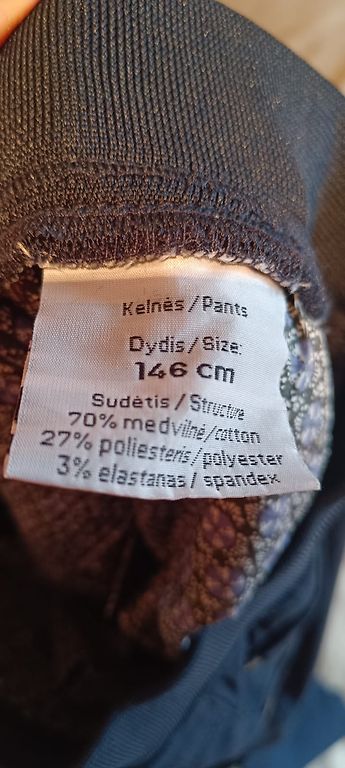 Kelnės/Pants
Dydis/Size:
146 cm
Sudėtis/Structure
70% medvilnė/cotton
27% poliesteris/polyester
3% elastanas/spandex